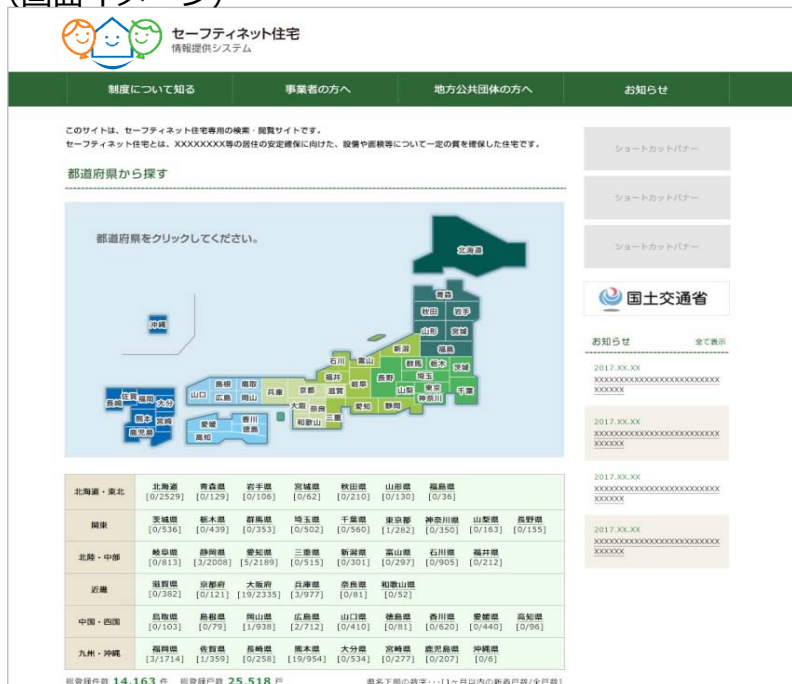 (画面イメージ)
セーフティネット住宅
情報提供システム
制度について知る 事業者の方へ 地方公共団体の方へ お知らせ
このサイトは、セーフティネット住宅専用の検索・閲覧サイトです。
セーフティネット住宅とは、XXXXXXXX等の居住の安定確保に向けた、設備や面積等について一定の質を確保した住宅です。
ショートカットバナー
ショートカットバナー
ショートカットバナー
国土交通省
都道府県から探す
都道府県をクリックしてください。
北海道
青森
秋田 岩手
山形 宮城
福島
新潟
石川 富山
群馬 栃木 茨城
福井 岐阜 長野 埼玉
山梨 東京 千葉
神奈川
沖縄
島根 鳥取 兵庫 京都 滋賀
山口 広島 岡山
大阪 奈良 愛知 静岡
和歌山 三重
長崎 佐賀 福岡 大分
熊本 宮崎
鹿児島
愛媛 香川
徳島
高知
お知らせ 全て表示
2017.XX.XX
XXXXXXXXXXXXXXXXXXXXXXXX
XXXXXX
2017.XX.XX
XXXXXXXXXXXXXXXXXXXXXXXX
XXXXXX
2017.XX.XX
XXXXXXXXXXXXXXXXXXXXXXXX
XXXXXX
2017.XX.XX
XXXXXXXXXXXXXXXXXXXXXXXX
XXXXXX
北海道・東北 北海道 青森県 岩手県 宮城県 秋田県 山形県 福島県
[0/2529] [0/129] [0/106] [0/62] [0/210] [0/130] [0/36]
関東 茨城県 栃木県 群馬県 埼玉県 千葉県 東京都 神奈川県 山梨県 長野県
[0/536] [0/439] [0/353] [0/502] [0/560] [1/282] [0/350] [0/163] [0/155]
北陸・中部 岐阜県 静岡県 愛知県 三重県 新潟県 富山県 石川県 福井県
[0/813] [3/2008] [5/2189] [0/515] [0/301] [0/297] [0/905] [0/212]
近畿 滋賀県 京都府 大阪府 兵庫県 奈良県 和歌山県
[0/382] [0/121] [19/2335] [3/977] [0/81] [0/52]
中国・四国 鳥取県 島根県 岡山県 広島県 山口県 徳島県 香川県 愛媛県 高知県
[0/103] [0/79] [1/938] [2/712] [0/410] [0/81] [0/620] [0/440] [0/96]
九州・沖縄 福岡県 佐賀県 長崎県 熊本県 大分県 宮崎県 鹿児島県 沖縄県
[3/1714] [1/359] [0/258] [19/954] [0/534] [0/277] [0/207] [0/6]
総登録件数 14,163 件 総登録戸数 25,518 戸 県名下部の数字・・・[1ヶ月以内の新着戸数/全戸数]